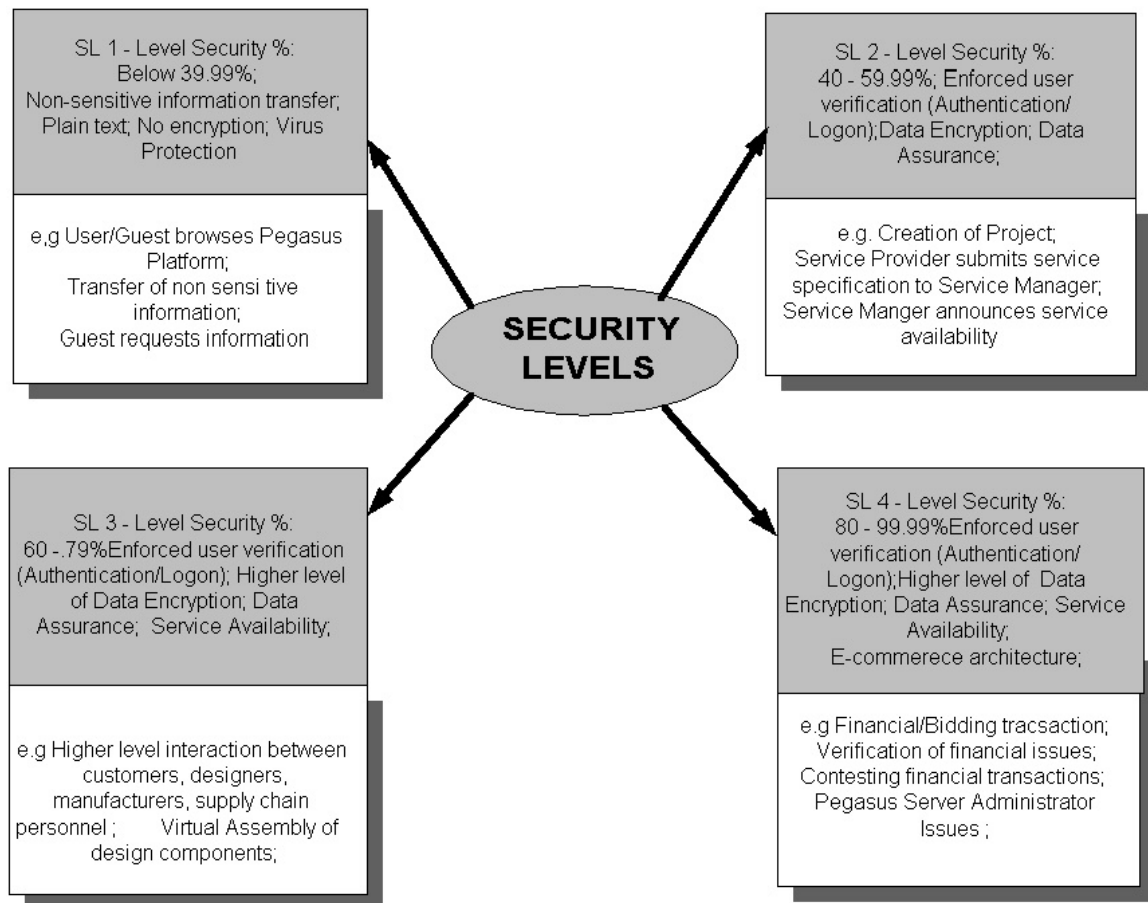 SL 1 - Level Security %:
Below 39.99%;
Non-sensitive information transfer;
Plain text; No encryption; Virus
Protection
e,g User/Guest browses Pegasus
Platform;
Transfer of non sensi tive
information;
Guest requests information
SL 2 - Level Security %:
40 - 59.99%; Enforced user
verification (Authentication/
Logon);Data Encryption; Data
Assurance;
e.g. Creation of Project;
Service Provider submits service
specification to Service Manager;
Service Manger announces service
availability
SECURITY
LEVELS
SL 3 - Level Security %:
60 -.79%Enforced user verification
(Authentication/Logon); Higher level
of Data Encryption; Data
Assurance; Service Availability;
e.g Higher level interaction between
customers, designers,
manufacturers, supply chain
personnel ; Virtual Assembly of
design components;
SL 4 - Level Security %:
80 - 99.99%Enforced user
verification (Authentication/
Logon);Higher level of Data
Encryption; Data Assurance; Service
Availability;
E-commerece architecture;
e.g Financial/Bidding tracsaction;
Verification of financial issues;
Contesting financial transactions;
Pegasus Server Administrator
Issues ;